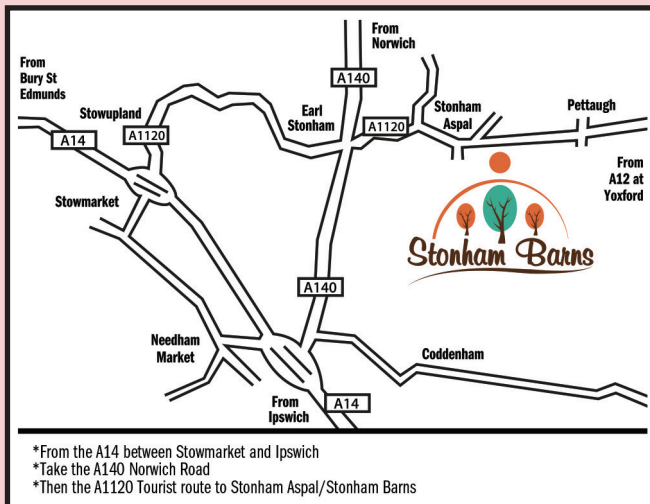 From
Norwich
From
Bury St
Edmunds
A140
Stowupland
Earl
Stonham
Stonham
Aspal
Pettaugh
A14
A1120
A1120
From
A12 at
Yoxford
Stowmarket
Stonham Barns
A140
Needham
Market
Coddenham
From
Ipswich
A14
*From the A14 between Stowmarket and Ipswich
*Take the A140 Norwich Road
*Then the A1120 Tourist route to Stonham Aspal/Stonham Barns